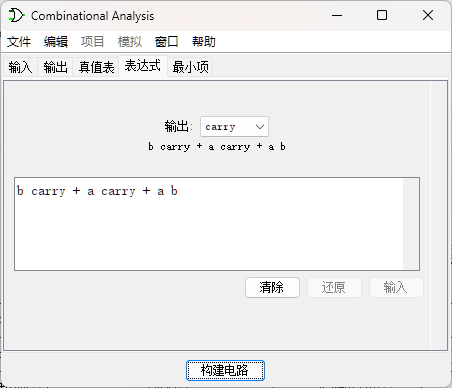 Combinational Analysis
文件 编辑 项目 模拟 窗口 帮助
输入 输出 真值表 表达式 最小项
输出: carry
b carry + a carry + a b
b carry + a carry + a b
清除 还原 输入
构建电路